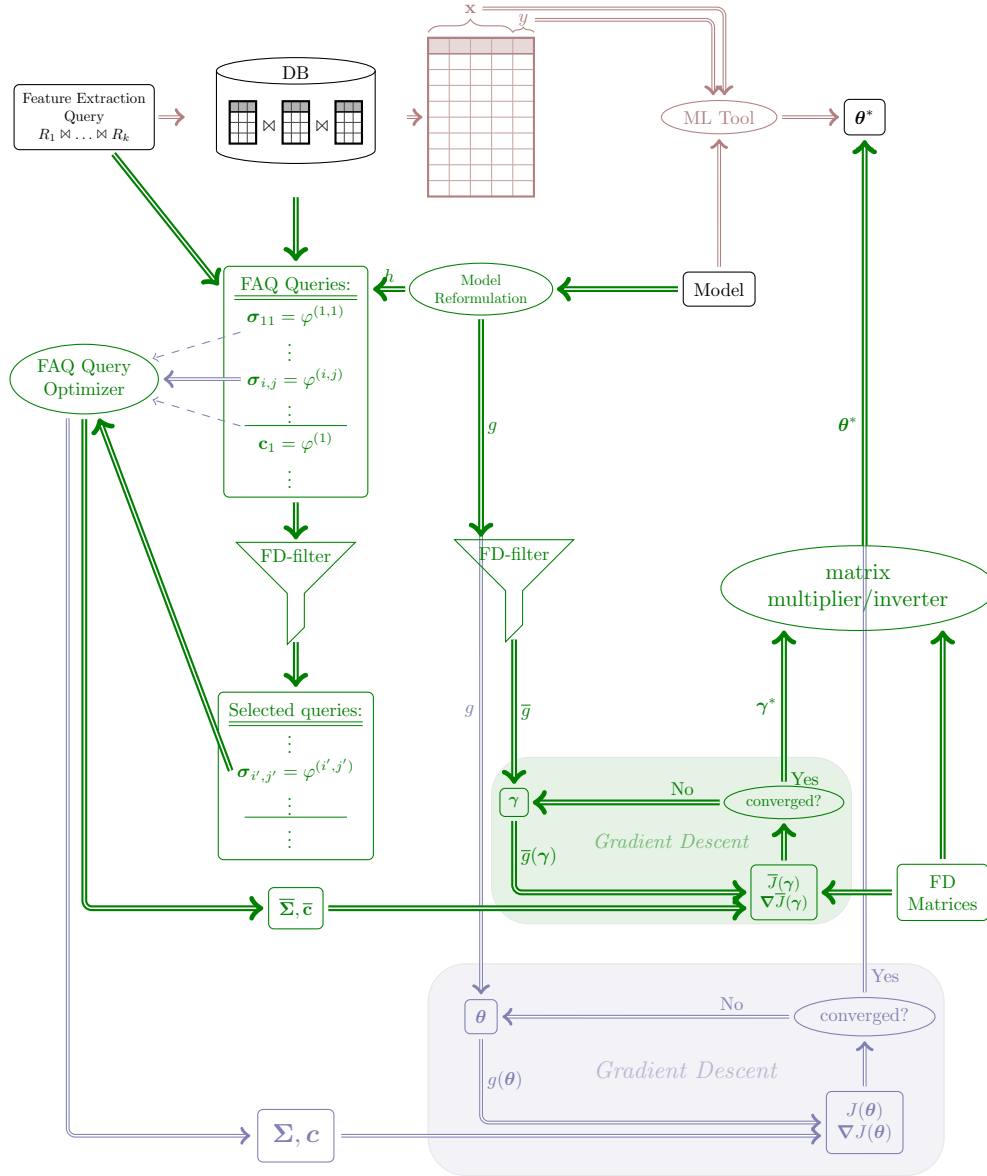 x
y
DB
Feature Extraction
Query
R₁ ⋈ … ⋈ Rₖ
⋈ ⋈
ML Tool
θ*
h
Model
Reformulation
Model
FAQ Queries:
σ₁₁ = φ^(1,1)
⋮
σ_{i,j} = φ^(i,j)
⋮
c₁ = φ^(1)
⋮
FAQ Query
Optimizer
g
θ*
FD-filter
FD-filter
matrix
multiplier/inverter
Selected queries:
⋮
σ_{i′,j′} = φ^(i′,j′)
⋮
⋮
g
g̅
γ*
Yes
No
γ
converged?
Gradient Descent
g̅(γ)
J̅(γ)
∇J̅(γ)
FD
Matrices
Σ̅, c̅
Yes
No
θ
converged?
Gradient Descent
g(θ)
J(θ)
∇J(θ)
Σ, c